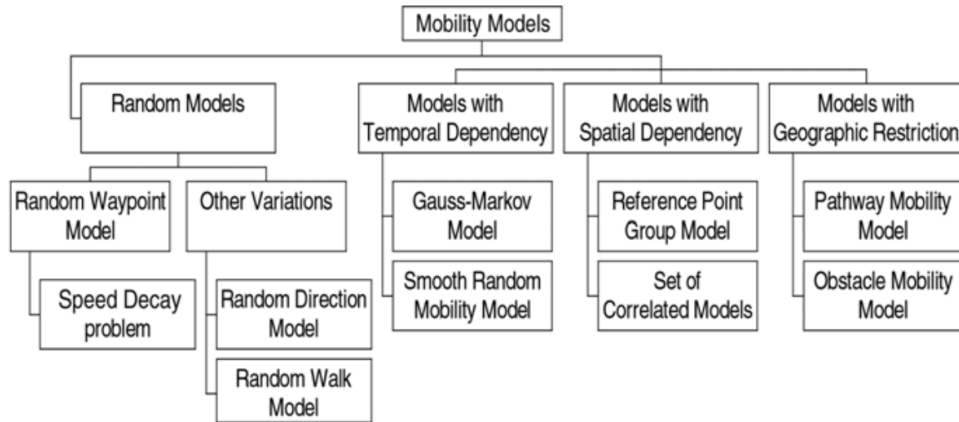 Mobility Models
Random Models
Models with
Temporal Dependency
Models with
Spatial Dependency
Models with
Geographic Restriction
Random Waypoint
Model
Other Variations
Gauss-Markov
Model
Reference Point
Group Model
Pathway Mobility
Model
Speed Decay
problem
Random Direction
Model
Smooth Random
Mobility Model
Set of
Correlated Models
Obstacle Mobility
Model
Random Walk
Model